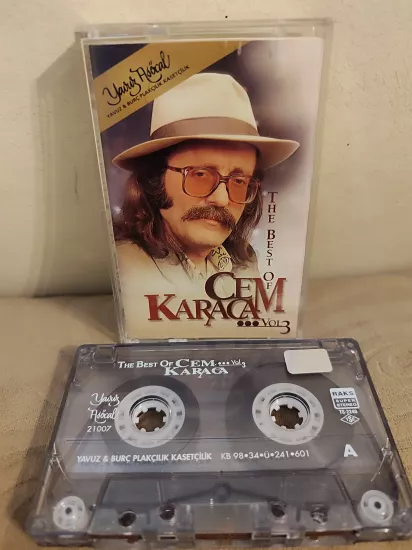 Yavuz Asöcal
YAVUZ & BURÇ PLAKÇILIK KASETÇİLİK
THE BEST OF
CEM
KARACA
VOL 3
THE BEST OF CEM VOL 3
KARACA
Yavuz
Asöcal
21007
RAKS
SUPER
STEREO
A
YAVUZ & BURÇ PLAKÇILIK KASETÇİLİK KB 98•34•Ü•241•601